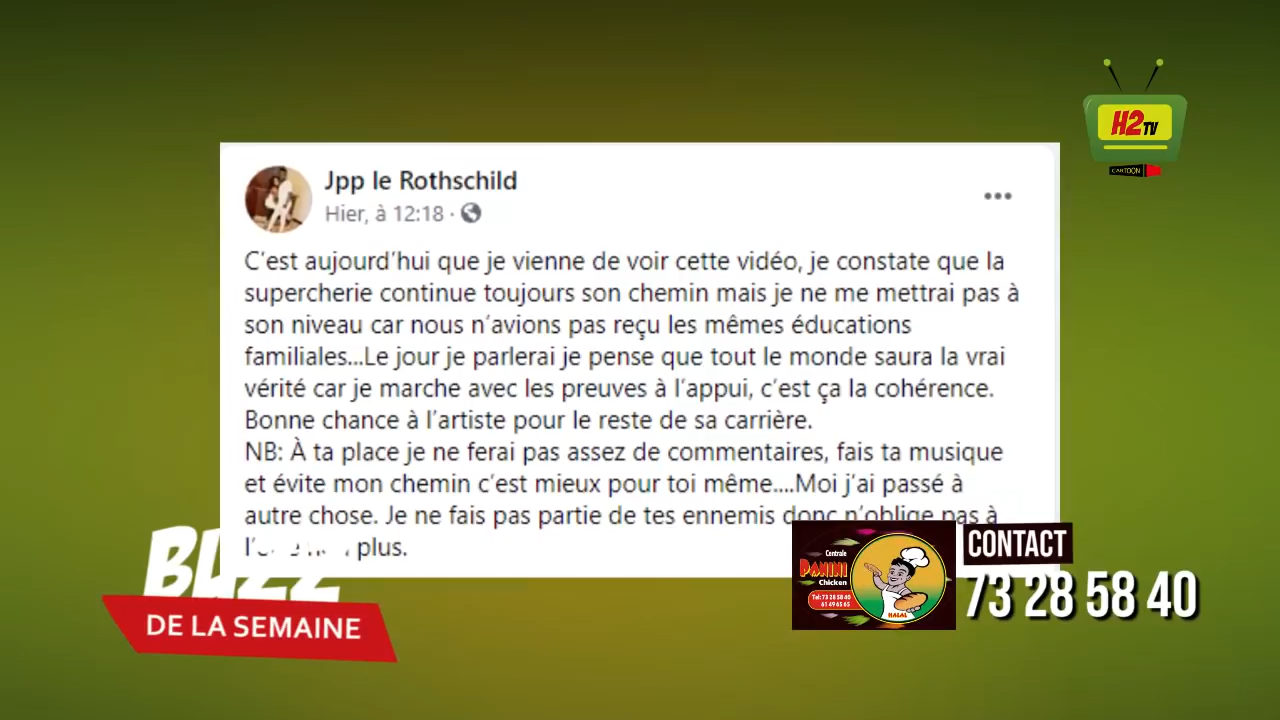 H2TV
CARTOON
Jpp le Rothschild
Hier, à 12:18 ·
C'est aujourd'hui que je vienne de voir cette vidéo, je constate que la
supercherie continue toujours son chemin mais je ne me mettrai pas à
son niveau car nous n'avions pas reçu les mêmes éducations
familiales...Le jour je parlerai je pense que tout le monde saura la vrai
vérité car je marche avec les preuves à l'appui, c'est ça la cohérence.
Bonne chance à l'artiste pour le reste de sa carrière.
NB: À ta place je ne ferai pas assez de commentaires, fais ta musique
et évite mon chemin c'est mieux pour toi même....Moi j'ai passé à
autre chose. Je ne fais pas partie de tes ennemis donc n'oblige pas à
plus.
BUZZ
DE LA SEMAINE
Centrale
PANINI
Chicken
Tel: 73 28 58 40
61 49 65 65
HALAL
CONTACT
73 28 58 40